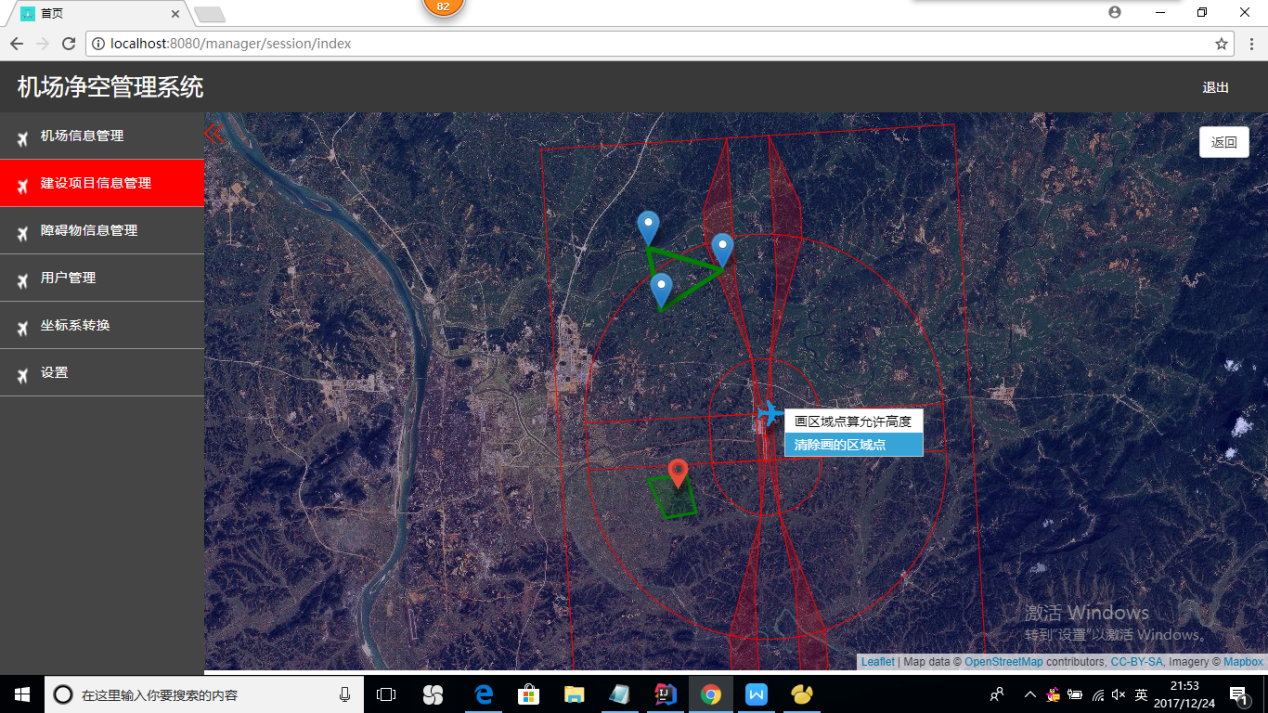 首页
82
localhost:8080/manager/session/index
机场净空管理系统
退出
机场信息管理
返回
建设项目信息管理
障碍物信息管理
用户管理
坐标系转换
设置
画区域点算允许高度
清除画的区域点
激活 Windows
转到"设置"以激活 Windows。
Leaflet | Map data © OpenStreetMap contributors, CC-BY-SA, Imagery © Mapbox
在这里输入你要搜索的内容
英
21:53
2017/12/24
1